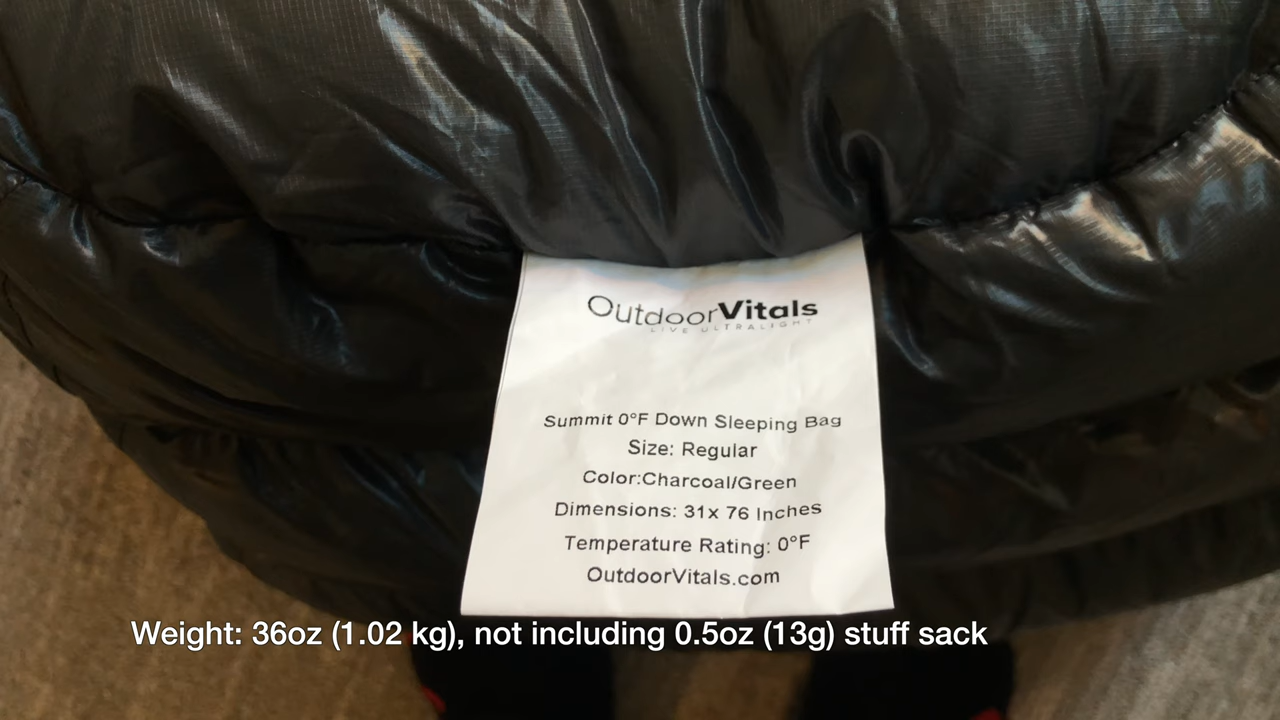 OutdoorVitals
LIVE ULTRALIGHT
Summit 0°F Down Sleeping Bag
Size: Regular
Color:Charcoal/Green
Dimensions: 31x 76 Inches
Temperature Rating: 0°F
OutdoorVitals.com
Weight: 36oz (1.02 kg), not including 0.5oz (13g) stuff sack